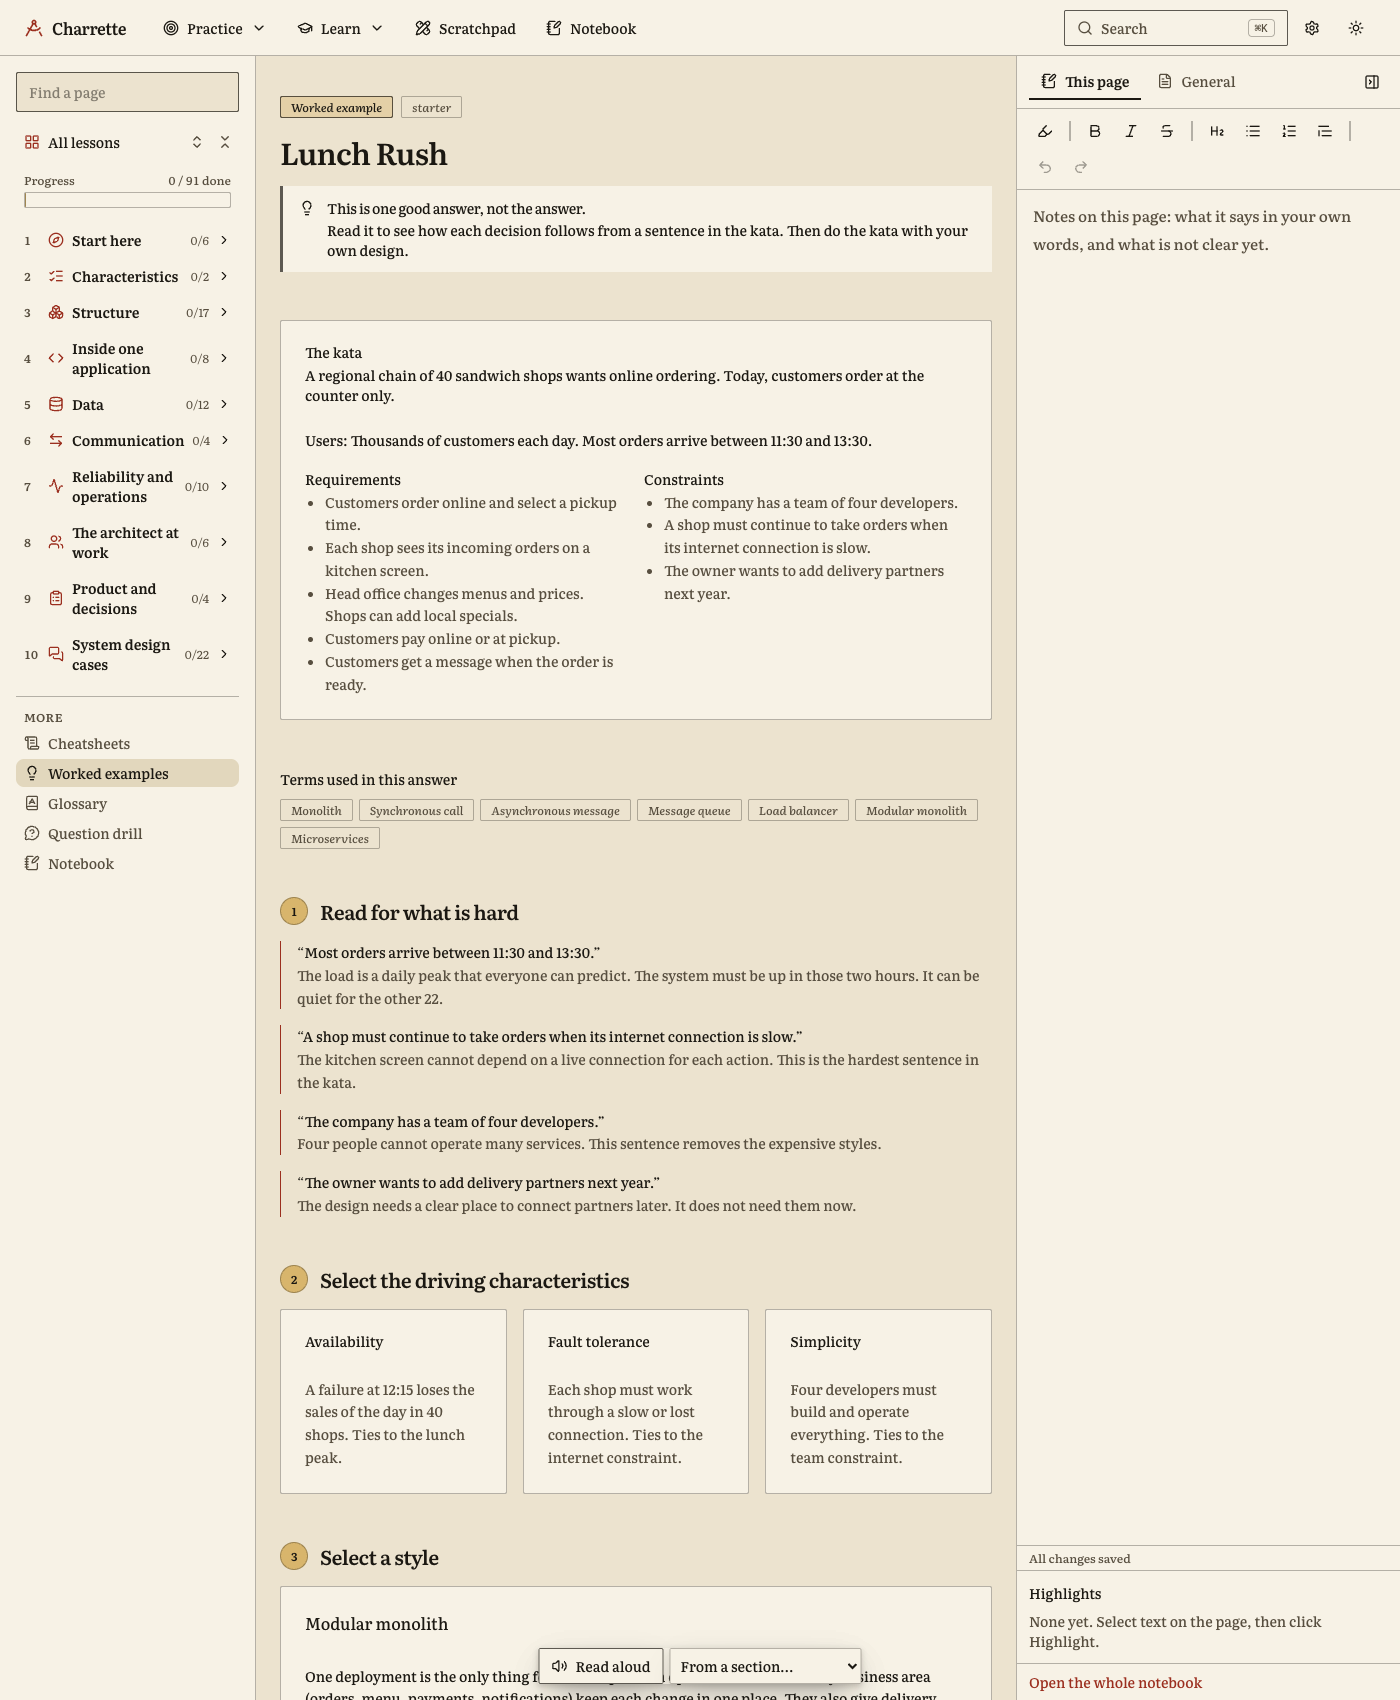 Charrette
Practice
Learn
Scratchpad
Notebook
Search
⌘K
Find a page
All lessons
Progress
0 / 91 done
1 Start here 0/6
2 Characteristics 0/2
3 Structure 0/17
4 Inside one application 0/8
5 Data 0/12
6 Communication 0/4
7 Reliability and operations 0/10
8 The architect at work 0/6
9 Product and decisions 0/4
10 System design cases 0/22
MORE
Cheatsheets
Worked examples
Glossary
Question drill
Notebook
Worked example
starter
Lunch Rush
This is one good answer, not the answer.
Read it to see how each decision follows from a sentence in the kata. Then do the kata with your
own design.
The kata
A regional chain of 40 sandwich shops wants online ordering. Today, customers order at the
counter only.
Users: Thousands of customers each day. Most orders arrive between 11:30 and 13:30.
Requirements
• Customers order online and select a pickup
time.
• Each shop sees its incoming orders on a
kitchen screen.
• Head office changes menus and prices.
Shops can add local specials.
• Customers pay online or at pickup.
• Customers get a message when the order is
ready.
Constraints
• The company has a team of four developers.
• A shop must continue to take orders when
its internet connection is slow.
• The owner wants to add delivery partners
next year.
Terms used in this answer
Monolith
Synchronous call
Asynchronous message
Message queue
Load balancer
Modular monolith
Microservices
1 Read for what is hard
“Most orders arrive between 11:30 and 13:30.”
The load is a daily peak that everyone can predict. The system must be up in those two hours. It can be
quiet for the other 22.
“A shop must continue to take orders when its internet connection is slow.”
The kitchen screen cannot depend on a live connection for each action. This is the hardest sentence in
the kata.
“The company has a team of four developers.”
Four people cannot operate many services. This sentence removes the expensive styles.
“The owner wants to add delivery partners next year.”
The design needs a clear place to connect partners later. It does not need them now.
2 Select the driving characteristics
Availability
A failure at 12:15 loses the
sales of the day in 40
shops. Ties to the lunch
peak.
Fault tolerance
Each shop must work
through a slow or lost
connection. Ties to the
internet constraint.
Simplicity
Four developers must
build and operate
everything. Ties to the
team constraint.
3 Select a style
Modular monolith
One deployment is the only thing
iness area
(orders, menu, payments, notifications) keep each change in one place. They also give delivery
Read aloud
From a section...
This page
General
B
I
S
H2
Notes on this page: what it says in your own
words, and what is not clear yet.
All changes saved
Highlights
None yet. Select text on the page, then click
Highlight.
Open the whole notebook